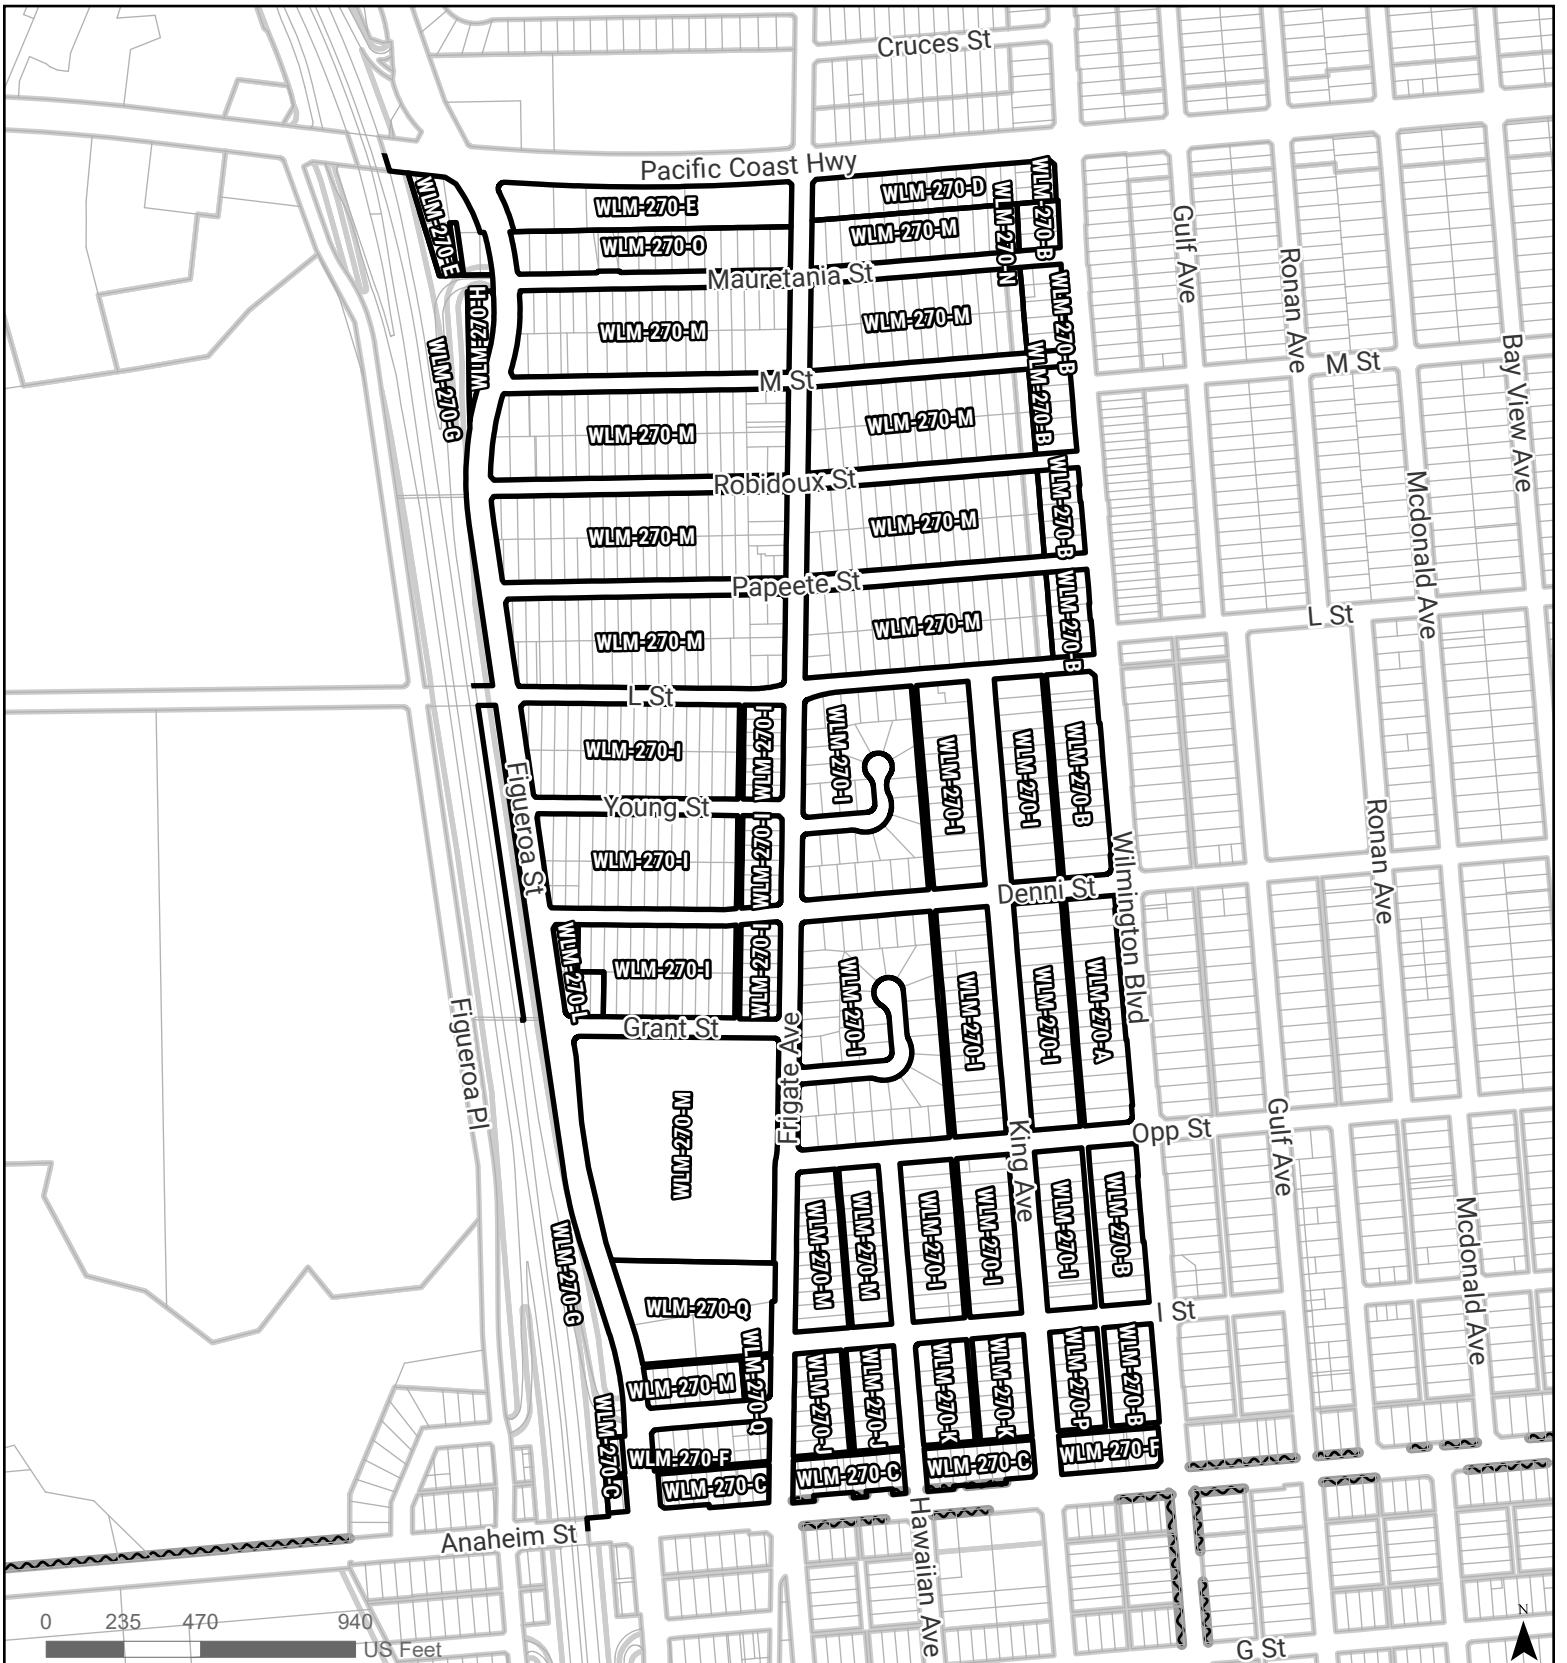 Cruces St
Pacific Coast Hwy
WLM-270-E
WLM-270-E
WLM-270-D
WLM-270-B
WLM-270-O
WLM-270-M
WLM-270-N
WLM-270-B
Gulf Ave
Ronan Ave
Mauretania St
WLM-270-H
WLM-270-G
WLM-270-M
WLM-270-M
WLM-270-B
M St
M St
Bay View Ave
WLM-270-M
WLM-270-M
WLM-270-B
Robidoux St
Mcdonald Ave
WLM-270-M
WLM-270-M
WLM-270-B
Papeete St
L St
WLM-270-M
WLM-270-M
WLM-270-B
L St
WLM-270-I
WLM-270-I
WLM-270-I
WLM-270-I
WLM-270-I
WLM-270-B
Figueroa St
Young St
WLM-270-I
WLM-270-I
Wilmington Blvd
Ronan Ave
Denni St
WLM-270-L
WLM-270-I
WLM-270-I
WLM-270-I
WLM-270-I
WLM-270-I
WLM-270-A
Figueroa Pl
Grant St
Frigate Ave
WLM-270-M
King Ave
Opp St
Gulf Ave
WLM-270-M
WLM-270-M
WLM-270-I
WLM-270-I
WLM-270-I
WLM-270-B
Mcdonald Ave
WLM-270-G
WLM-270-Q
I St
WLM-270-M
WLM-270-Q
WLM-270-J
WLM-270-J
WLM-270-K
WLM-270-K
WLM-270-P
WLM-270-B
WLM-270-C
WLM-270-F
WLM-270-C
WLM-270-C
WLM-270-C
WLM-270-F
Anaheim St
Hawaiian Ave
G St
0 235 470 940
US Feet
N